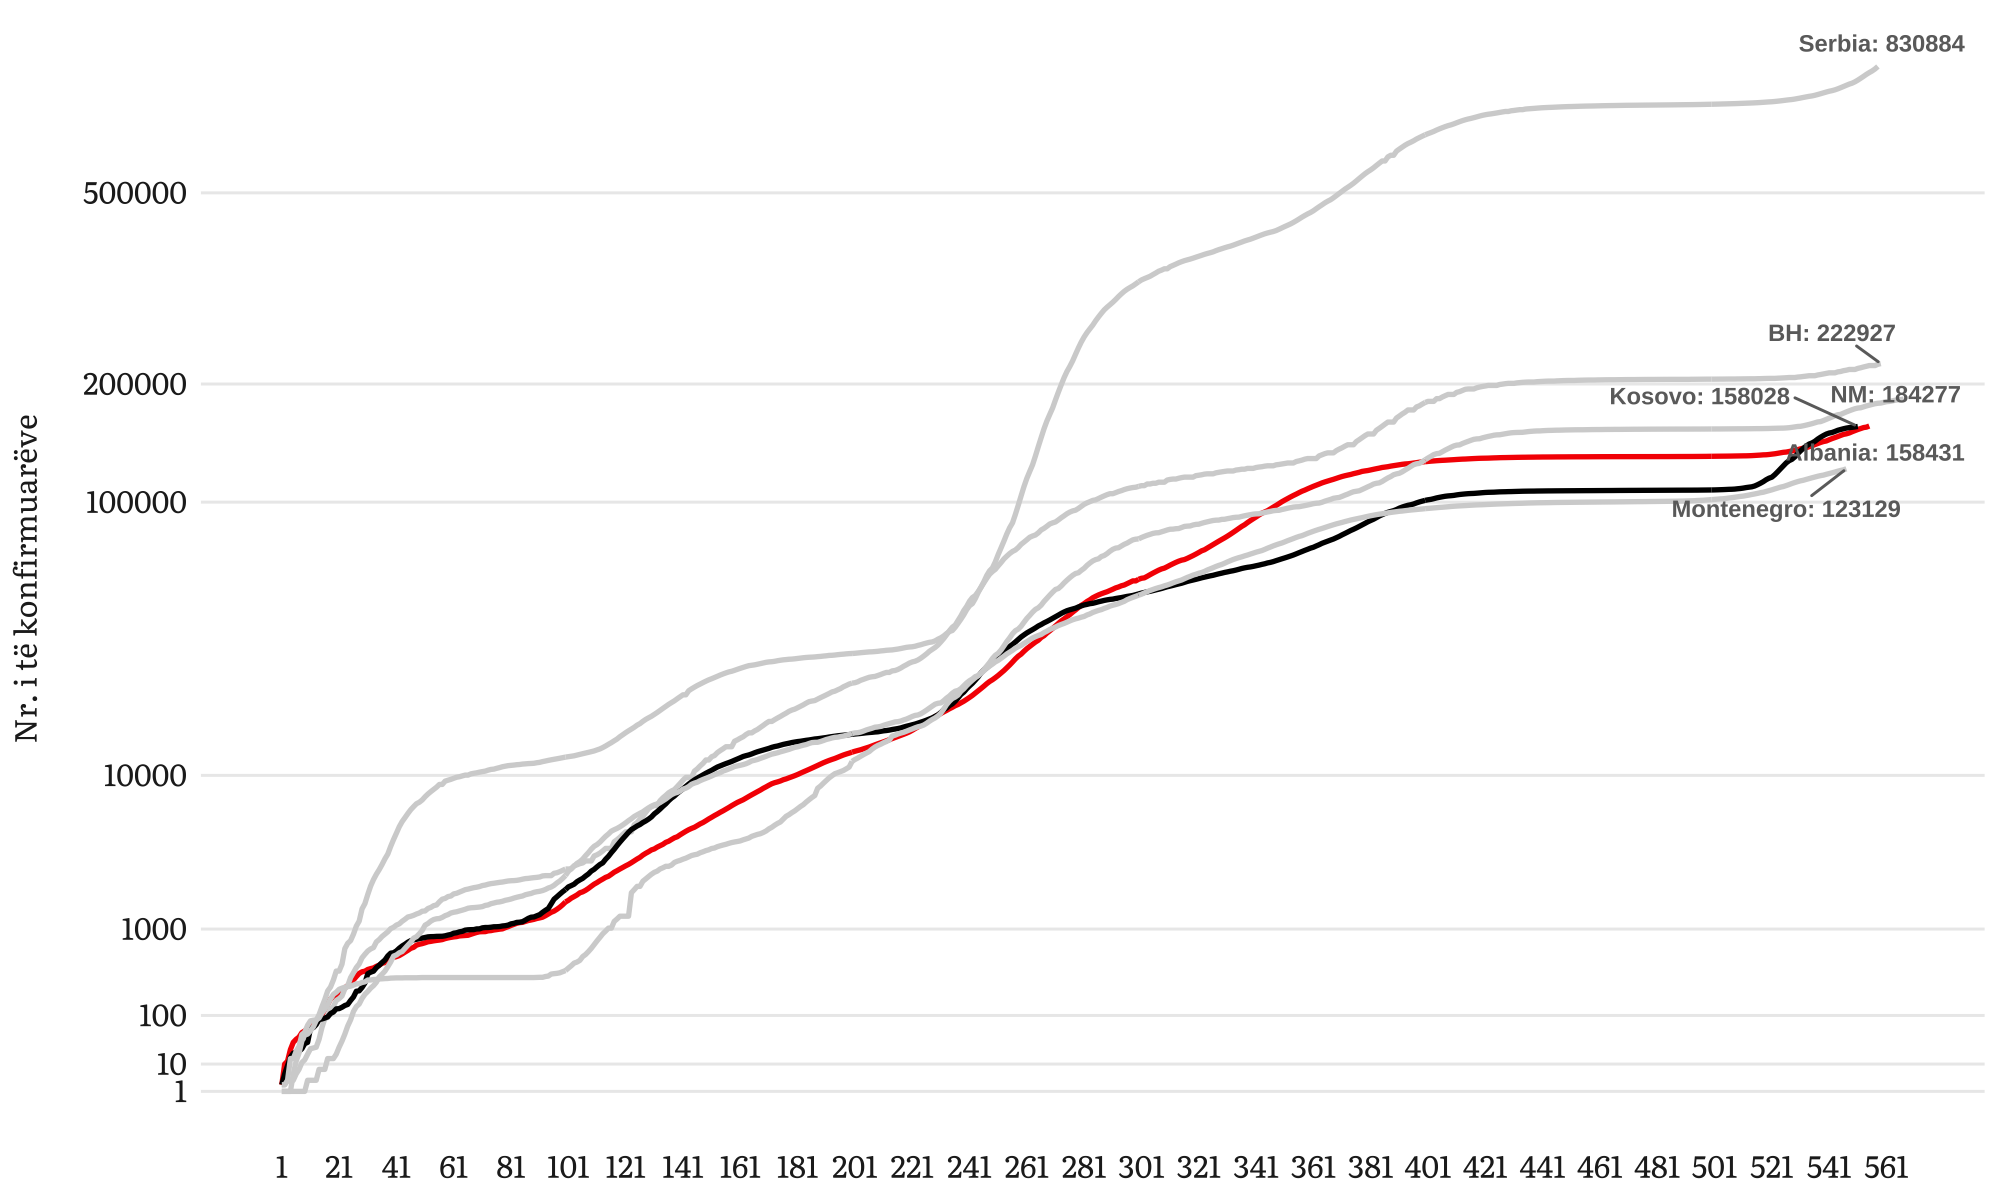 Serbia: 830884
500000
BH: 222927
200000
Kosovo: 158028
NM: 184277
Albania: 158431
100000
Montenegro: 123129
Nr. i të konfirmuarëve
10000
1000
100
10
1
1 21 41 61 81 101 121 141 161 181 201 221 241 261 281 301 321 341 361 381 401 421 441 461 481 501 521 541 561